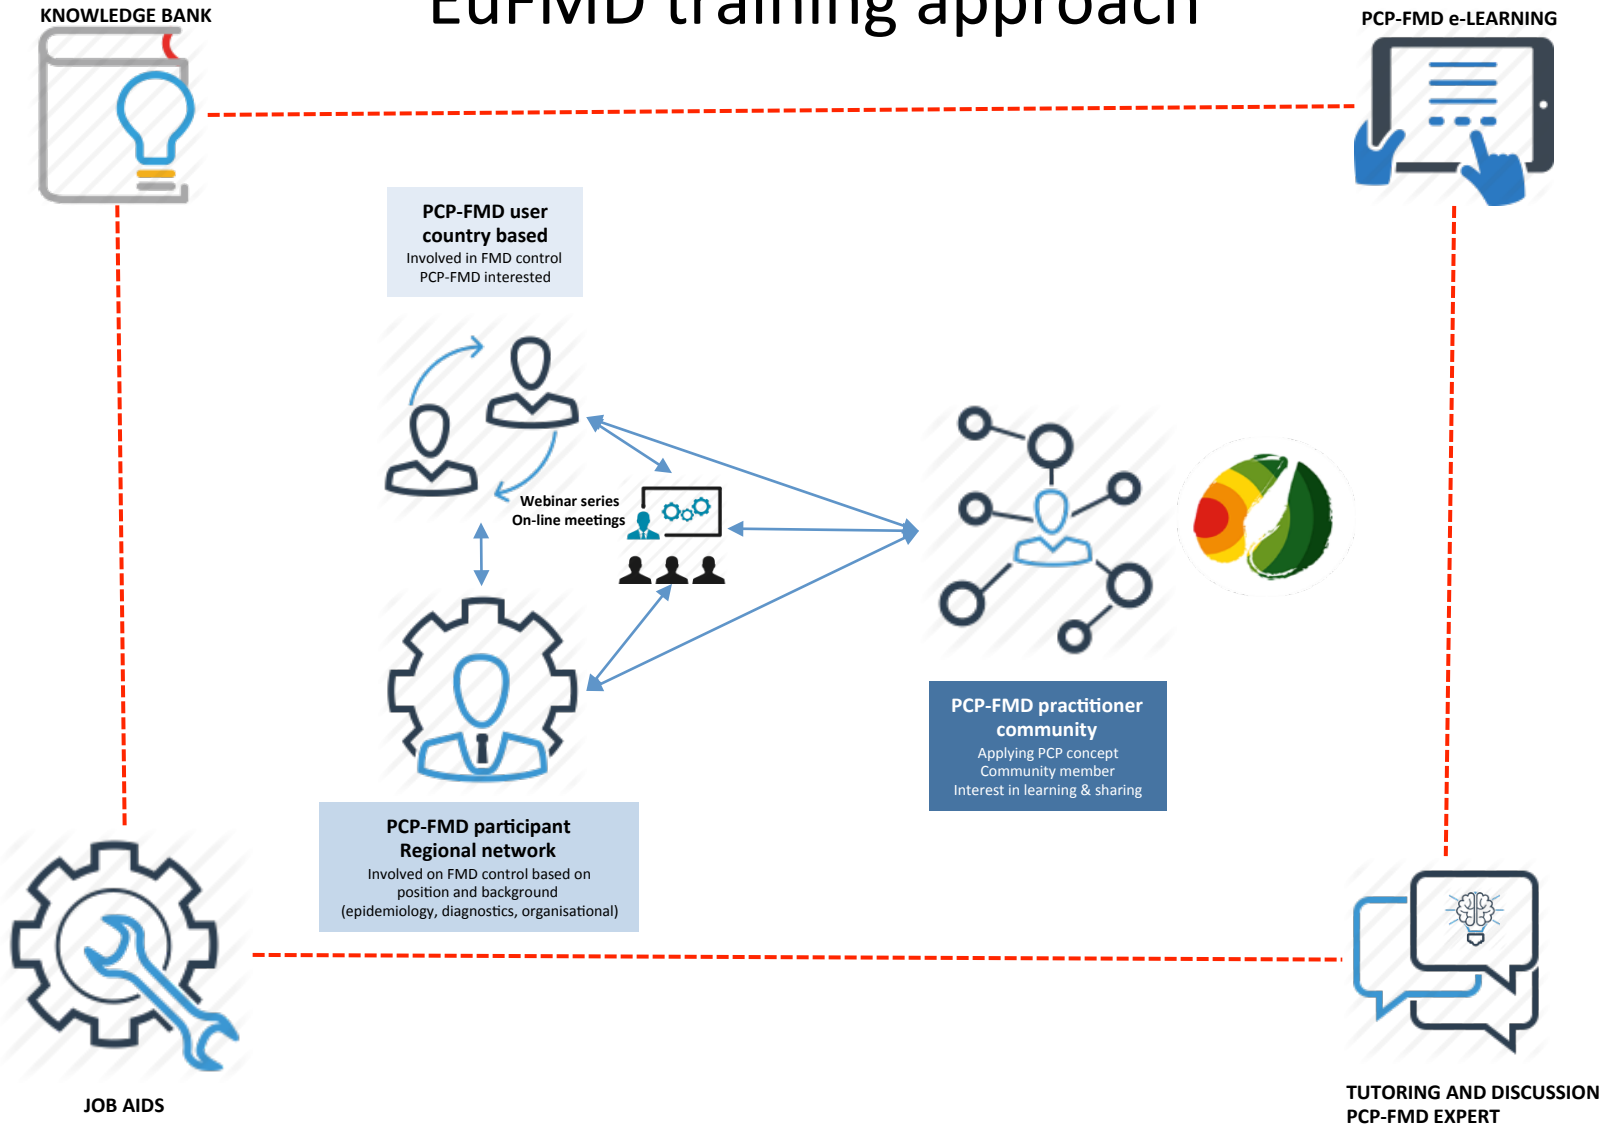 EuFMD training approach
KNOWLEDGE BANK
PCP-FMD e-LEARNING
PCP-FMD user
country based
Involved in FMD control
PCP-FMD interested
Webinar series
On-line meetings
PCP-FMD practitioner
community
Applying PCP concept
Community member
Interest in learning & sharing
PCP-FMD participant
Regional network
Involved on FMD control based on
position and background
(epidemiology, diagnostics, organisational)
JOB AIDS
TUTORING AND DISCUSSION
PCP-FMD EXPERT